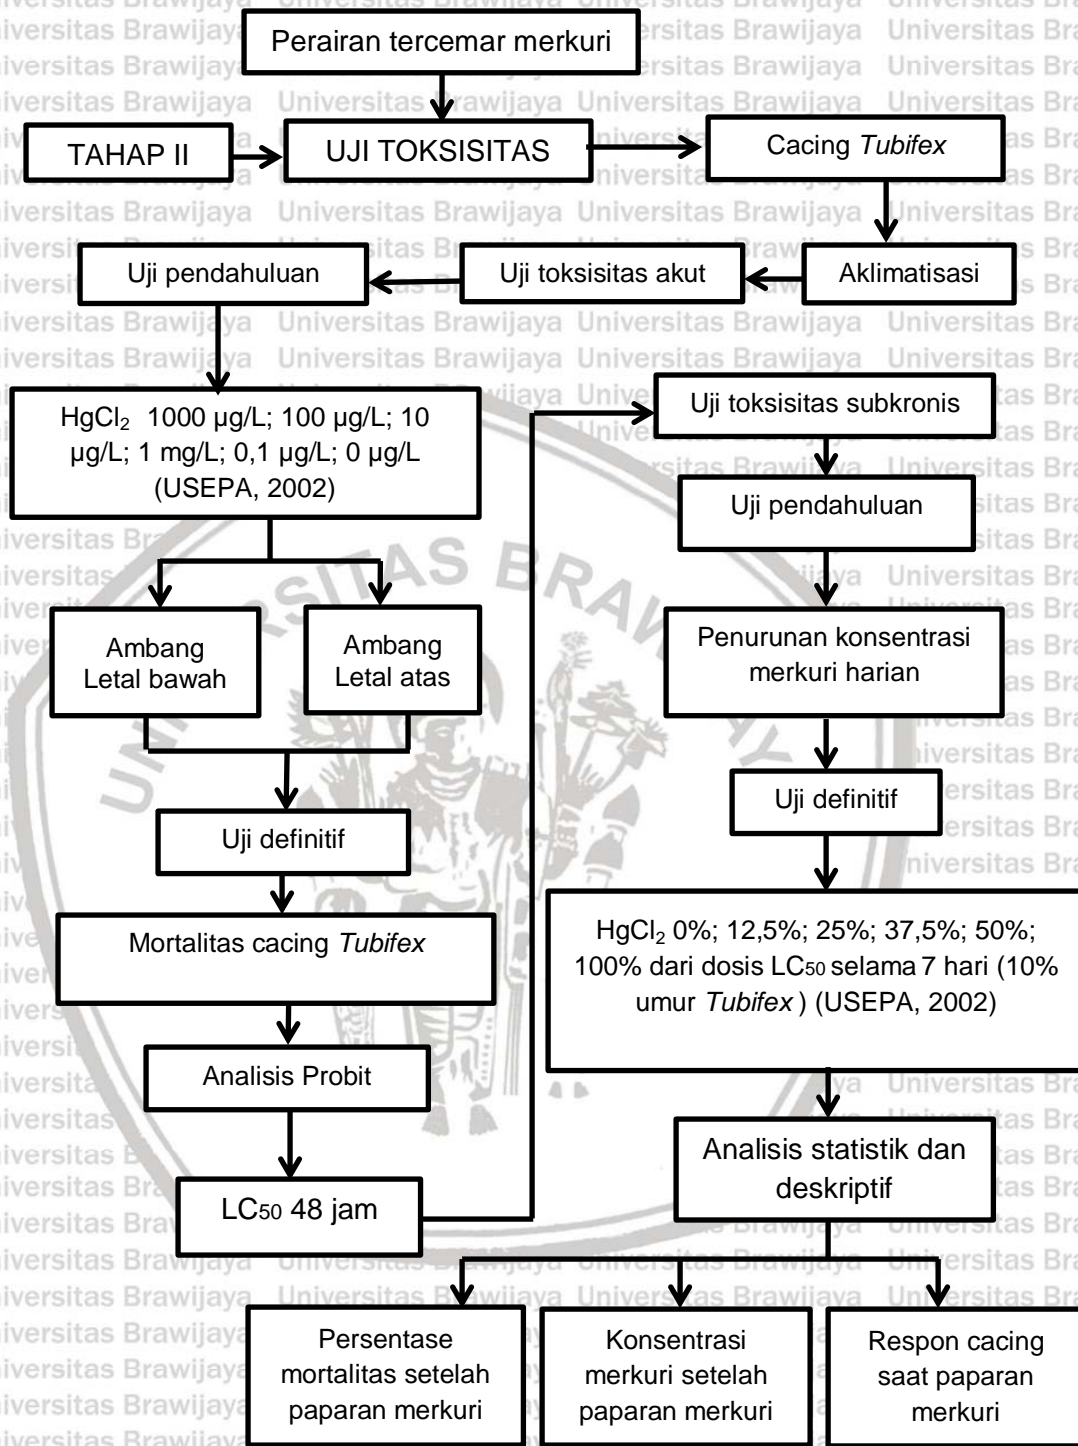 Perairan tercemar merkuri
TAHAP II
UJI TOKSISITAS
Cacing Tubifex
Uji pendahuluan
Uji toksisitas akut
Aklimatisasi
HgCl₂ 1000 µg/L; 100 µg/L; 10
µg/L; 1 mg/L; 0,1 µg/L; 0 µg/L
(USEPA, 2002)
Ambang
Letal bawah
Ambang
Letal atas
Uji definitif
Mortalitas cacing Tubifex
Analisis Probit
LC₅₀ 48 jam
Uji toksisitas subkronis
Uji pendahuluan
Penurunan konsentrasi
merkuri harian
Uji definitif
HgCl₂ 0%; 12,5%; 25%; 37,5%; 50%;
100% dari dosis LC₅₀ selama 7 hari (10%
umur Tubifex ) (USEPA, 2002)
Analisis statistik dan
deskriptif
Persentase
mortalitas setelah
paparan merkuri
Konsentrasi
merkuri setelah
paparan merkuri
Respon cacing
saat paparan
merkuri